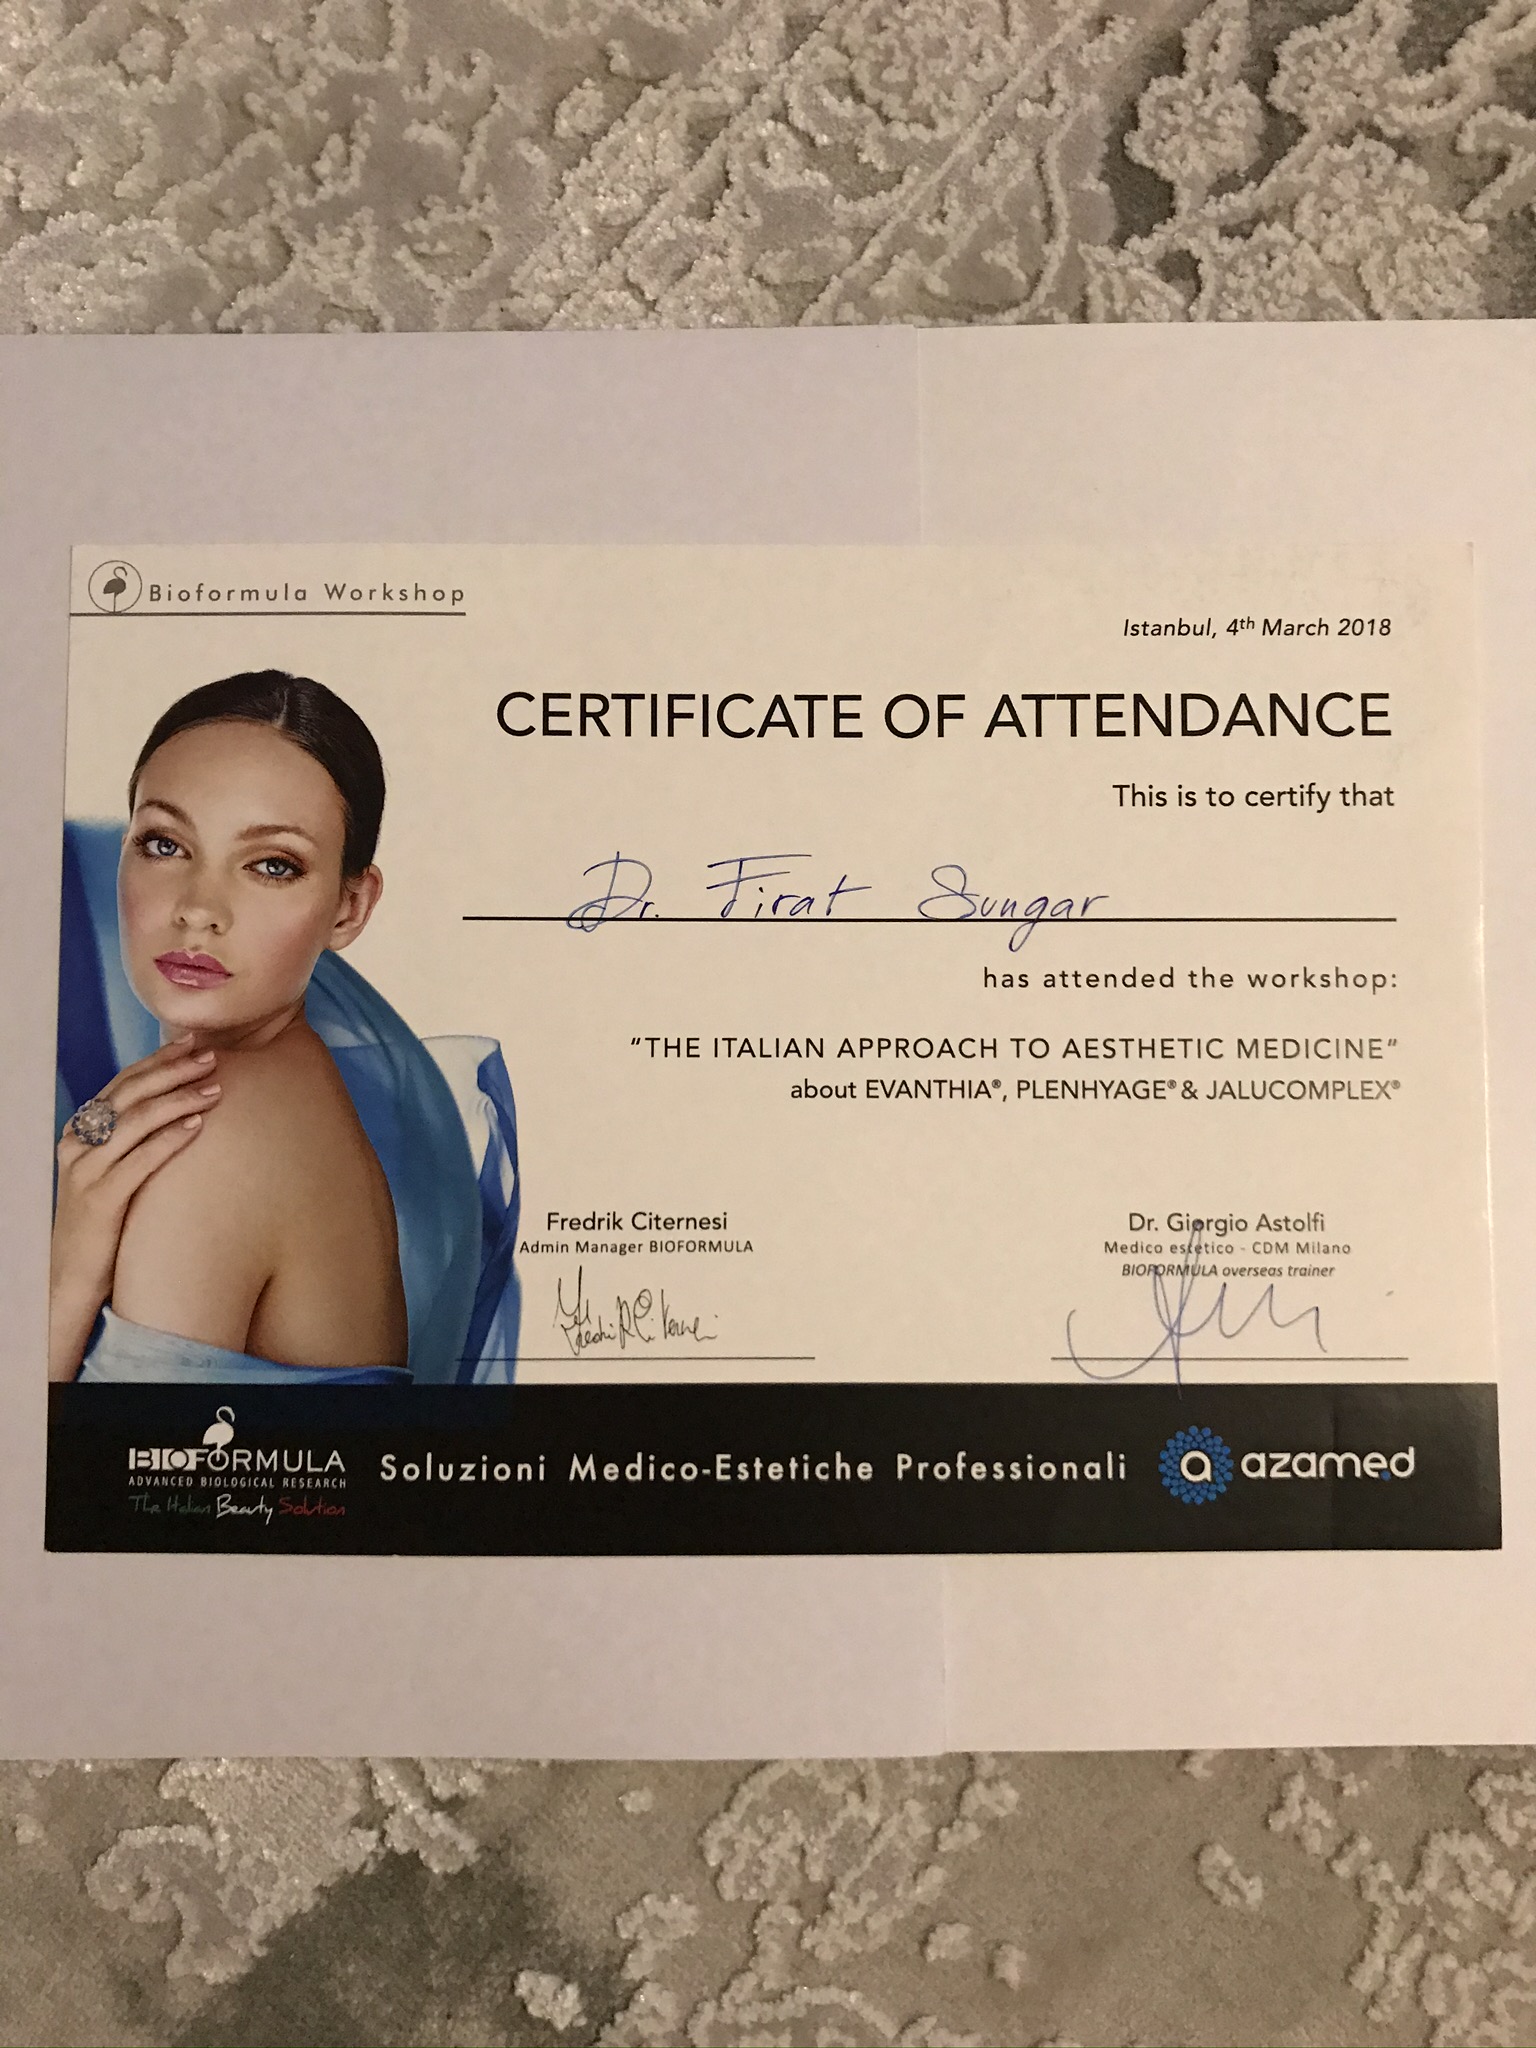 Bioformula Workshop
Istanbul, 4th March 2018
CERTIFICATE OF ATTENDANCE
This is to certify that
Dr. Firat Sungar
has attended the workshop:
"THE ITALIAN APPROACH TO AESTHETIC MEDICINE"
about EVANTHIA®, PLENHYAGE® & JALUCOMPLEX®
Fredrik Citernesi
Admin Manager BIOFORMULA
Dr. Giorgio Astolfi
Medico estetico - CDM Milano
BIOFORMULA overseas trainer
BIOFORMULA
ADVANCED BIOLOGICAL RESEARCH
The Italian Beauty Solution
Soluzioni Medico-Estetiche Professionali
a azamed